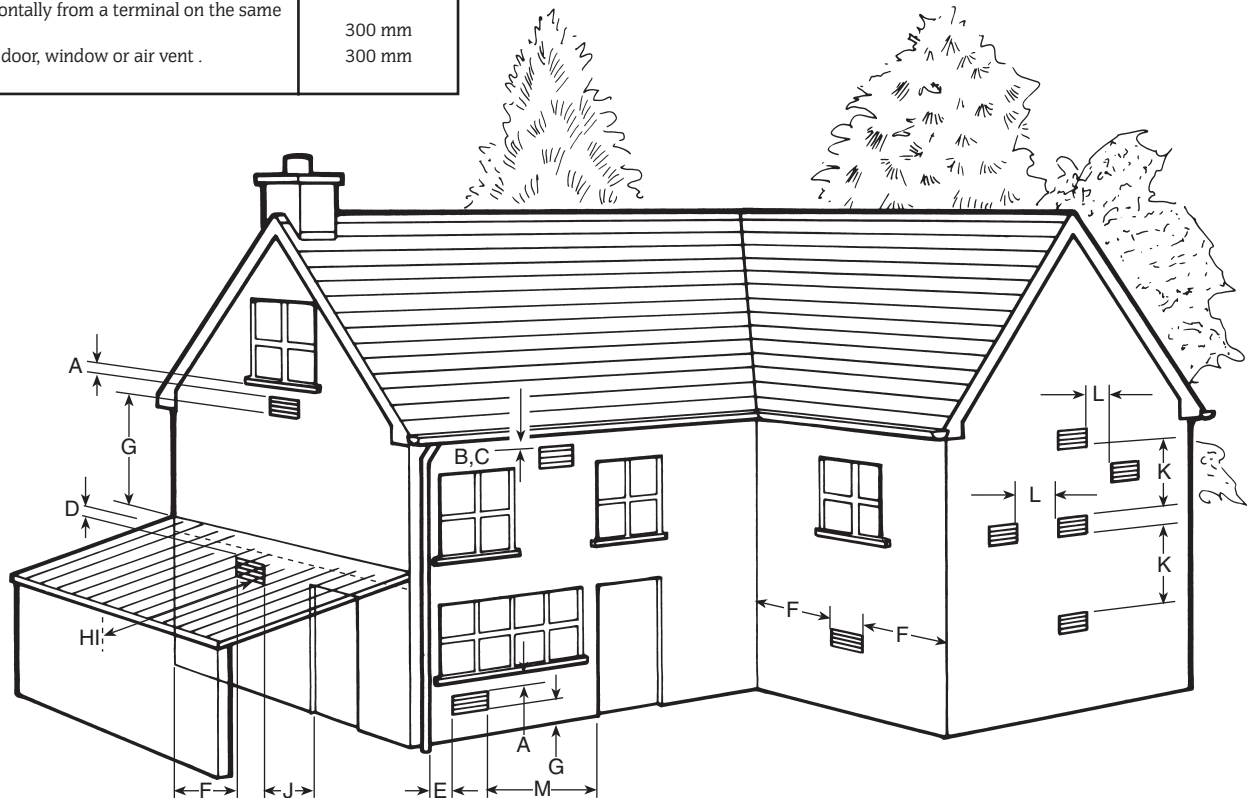 ontally from a terminal on the same
300 mm
door, window or air vent .
300 mm
A
G
D
B,C
HI
F
J
E
A
G
M
F
F
L
K
L
K